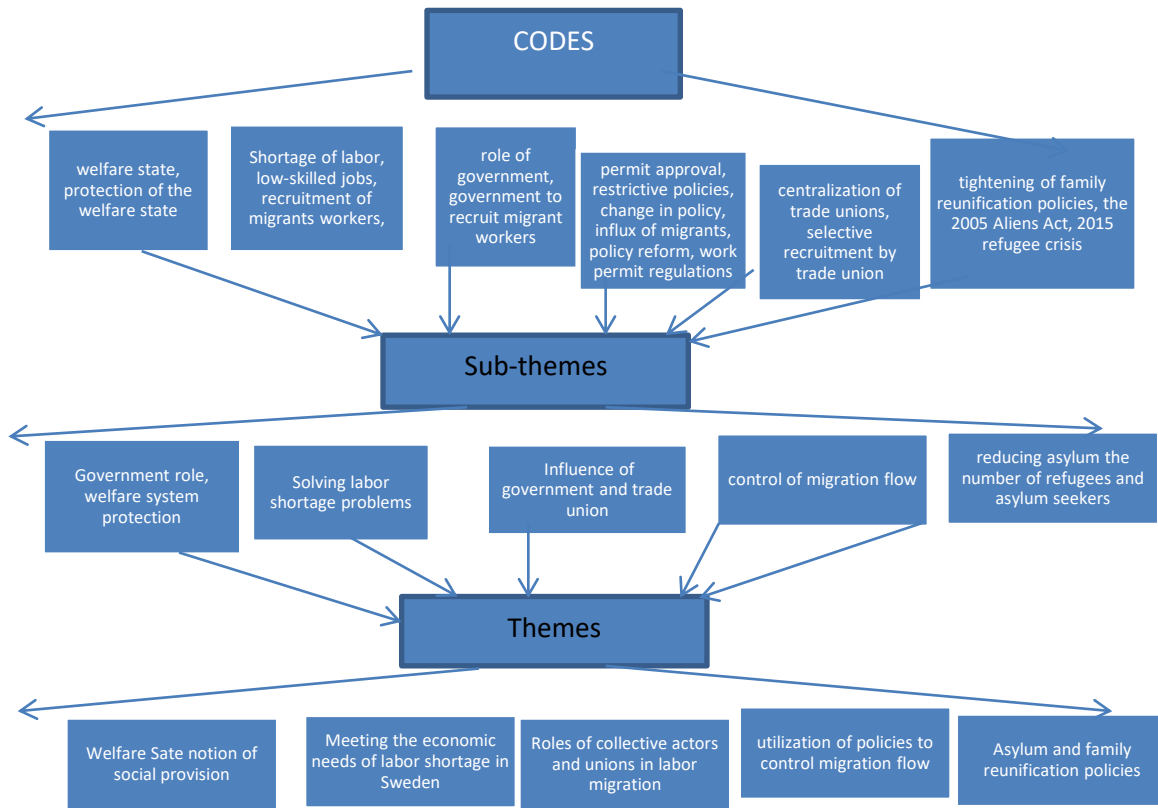 CODES
welfare state,
protection of the
welfare state
Shortage of labor,
low-skilled jobs,
recruitment of
migrants workers,
role of
government,
government to
recruit migrant
workers
permit approval,
restrictive policies,
change in policy,
influx of migrants,
policy reform, work
permit regulations
centralization of
trade unions,
selective
recruitment by
trade union
tightening of family
reunification policies, the
2005 Aliens Act, 2015
refugee crisis
Sub-themes
Government role,
welfare system
protection
Solving labor
shortage problems
Influence of
government and trade
union
control of migration flow
reducing asylum the
number of refugees and
asylum seekers
Themes
Welfare Sate notion of
social provision
Meeting the economic
needs of labor shortage in
Sweden
Roles of collective actors
and unions in labor
migration
utilization of policies to
control migration flow
Asylum and family
reunification policies